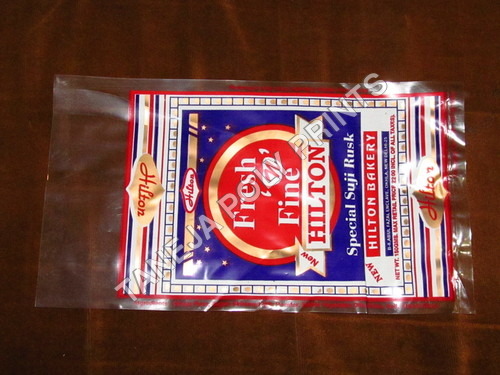 Hilton
Hilton
Fresh
'n'
Fine
New
HILTON
Special Suji Rusk
NEW
HILTON BAKERY
Hilton
TANEJA POLY PRINTS